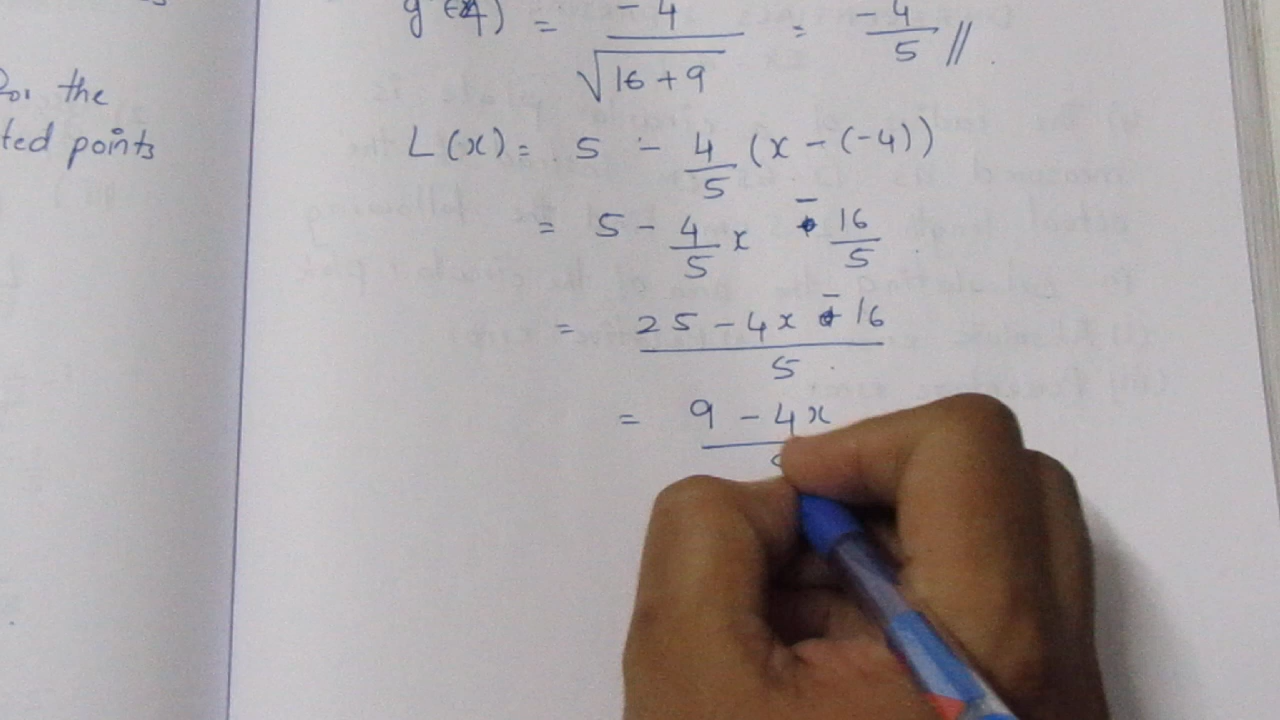 For the
ted points
g'(-4) = -4/√(16+9) = -4/5 //
L(x) = 5 - 4/5 (x-(-4))
= 5 - 4/5 x - 16/5
= (25 - 4x - 16)/5
= 9 - 4x